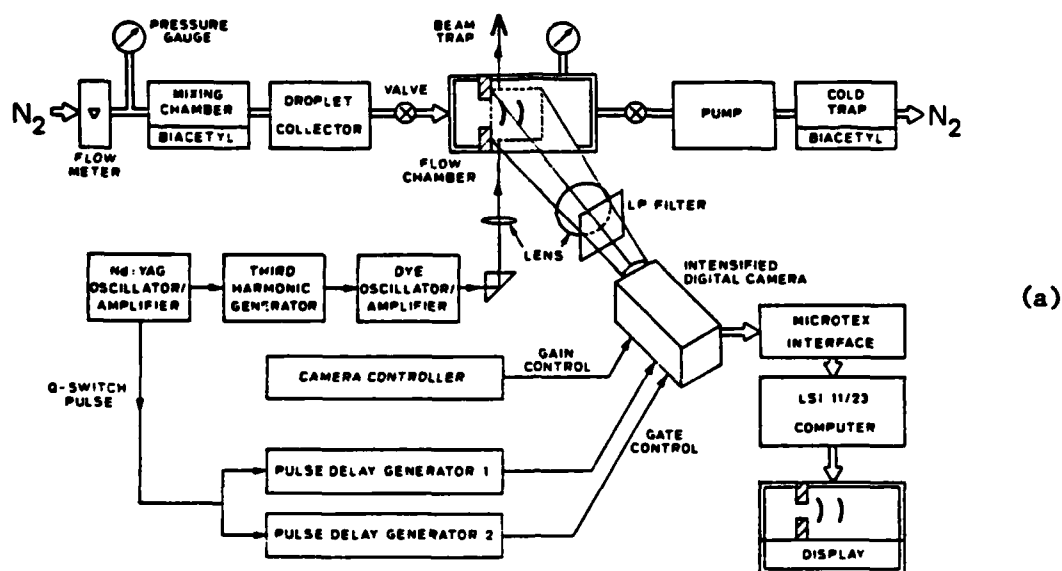 PRESSURE
GAUGE
BEAM
TRAP
N2
FLOW
METER
MIXING
CHAMBER
BIACETYL
DROPLET
COLLECTOR
VALVE
FLOW
CHAMBER
PUMP
COLD
TRAP
BIACETYL
N2
LP FILTER
LENS
Nd:YAG
OSCILLATOR/
AMPLIFIER
THIRD
HARMONIC
GENERATOR
DYE
OSCILLATOR/
AMPLIFIER
INTENSIFIED
DIGITAL CAMERA
(a)
MICROTEX
INTERFACE
GAIN
CONTROL
CAMERA CONTROLLER
Q-SWITCH
PULSE
LSI 11/23
COMPUTER
GATE
CONTROL
PULSE DELAY GENERATOR 1
PULSE DELAY GENERATOR 2
DISPLAY